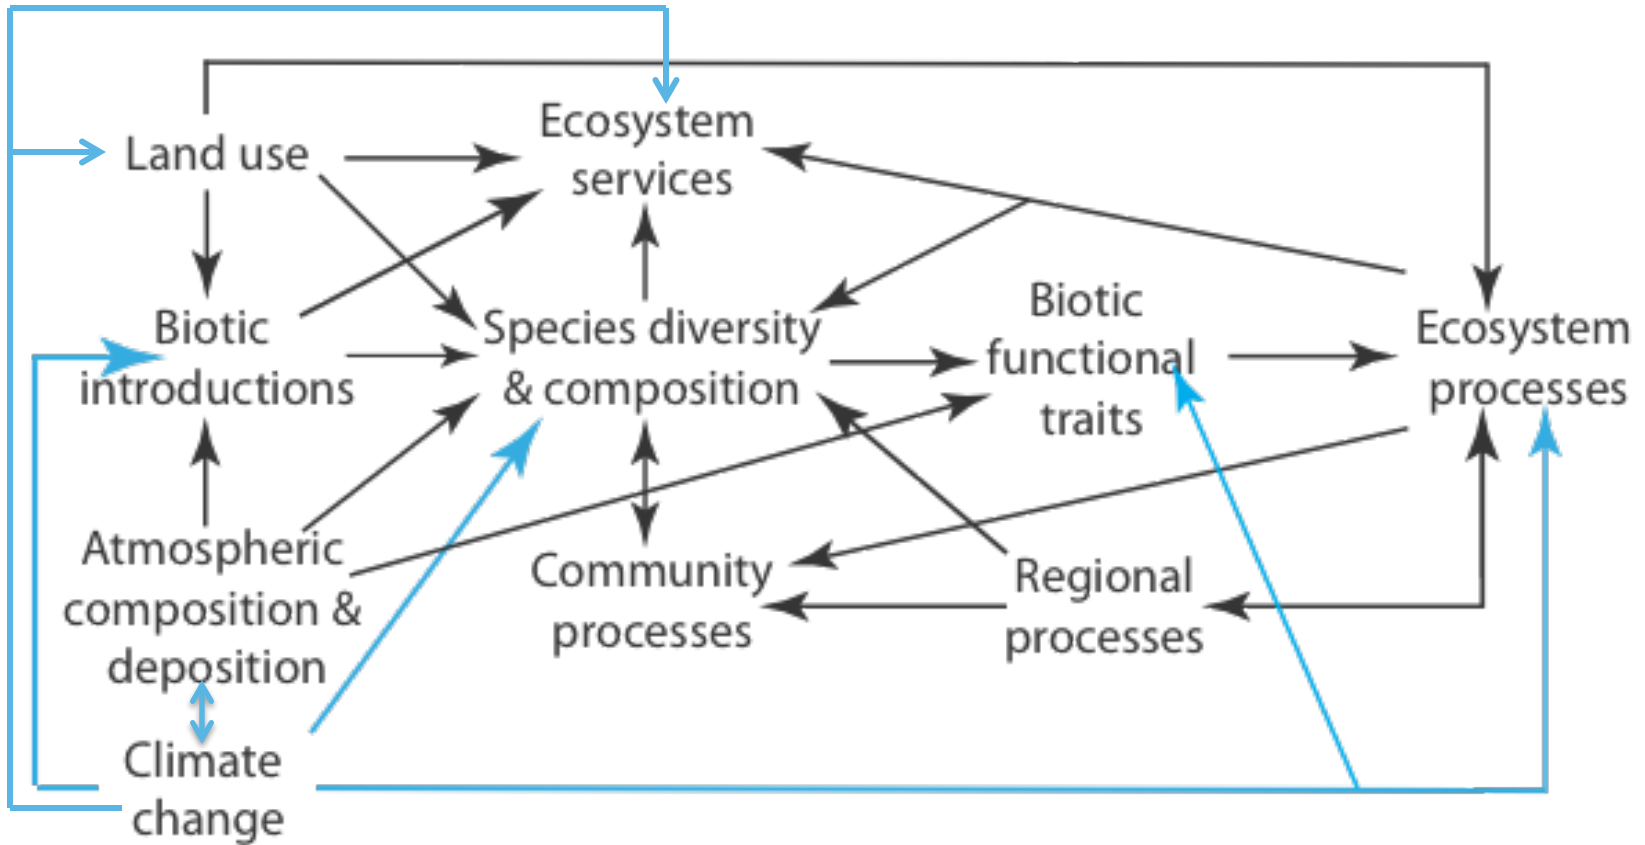 Ecosystem
services
Land use
Biotic
introductions
Species diversity
& composition
Biotic
functional
traits
Ecosystem
processes
Atmospheric
composition &
deposition
Community
processes
Regional
processes
Climate
change